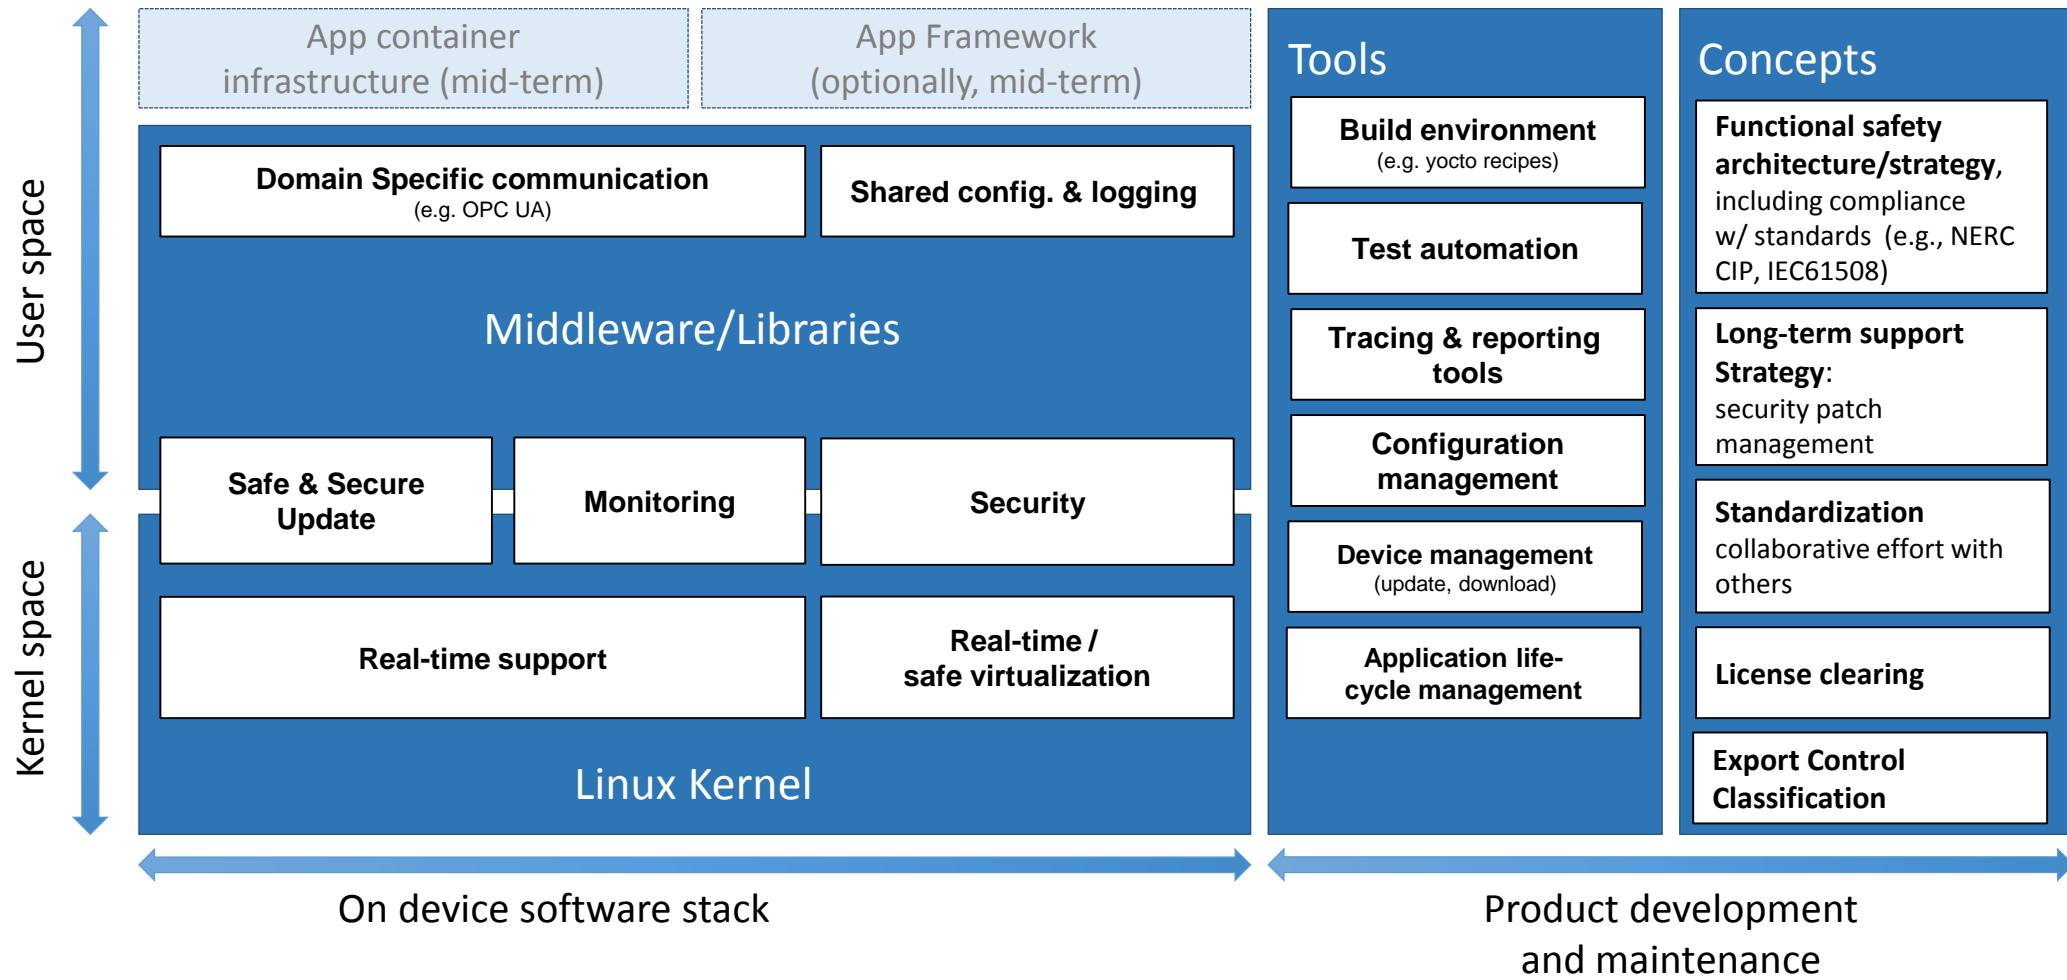 User space
Kernel space
App container
infrastructure (mid-term)
App Framework
(optionally, mid-term)
Domain Specific communication
(e.g. OPC UA)
Shared config. & logging
Middleware/Libraries
Safe & Secure
Update
Monitoring
Security
Real-time support
Real-time /
safe virtualization
Linux Kernel
On device software stack
Tools
Build environment
(e.g. yocto recipes)
Test automation
Tracing & reporting
tools
Configuration
management
Device management
(update, download)
Application life-
cycle management
Concepts
Functional safety
architecture/strategy,
including compliance
w/ standards (e.g., NERC
CIP, IEC61508)
Long-term support
Strategy:
security patch
management
Standardization
collaborative effort with
others
License clearing
Export Control
Classification
Product development
and maintenance